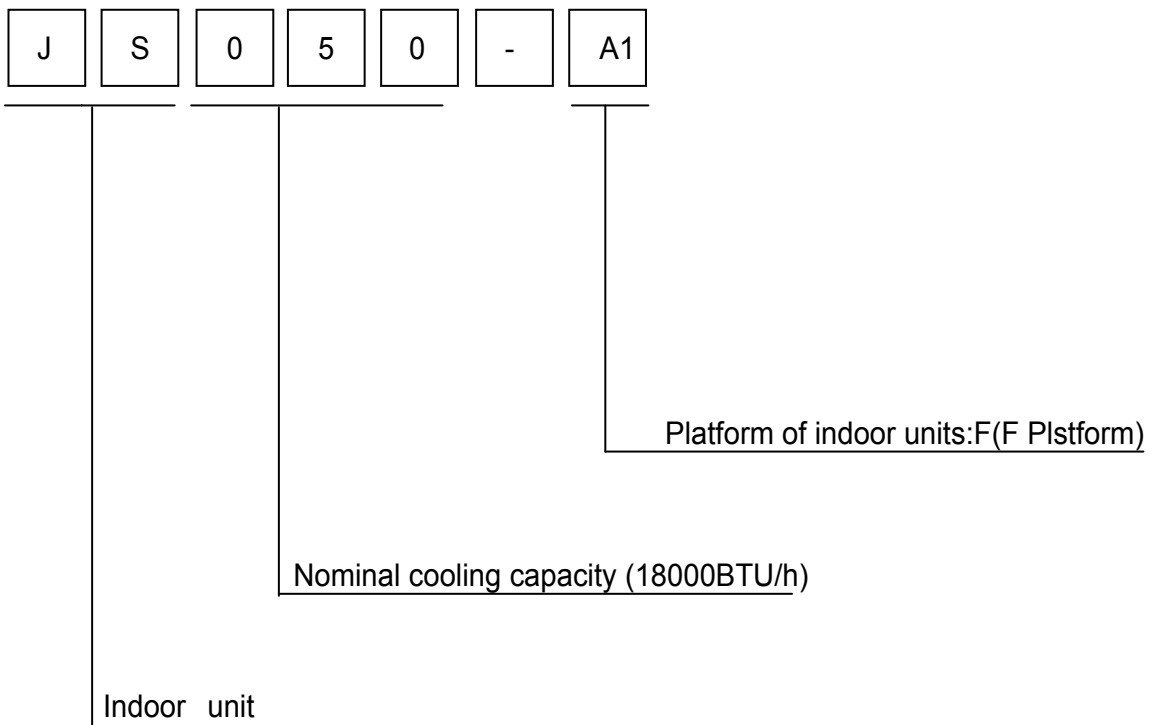 J S 0 5 0 - A1
Platform of indoor units:F(F Plstform)
Nominal cooling capacity (18000BTU/h)
Indoor unit